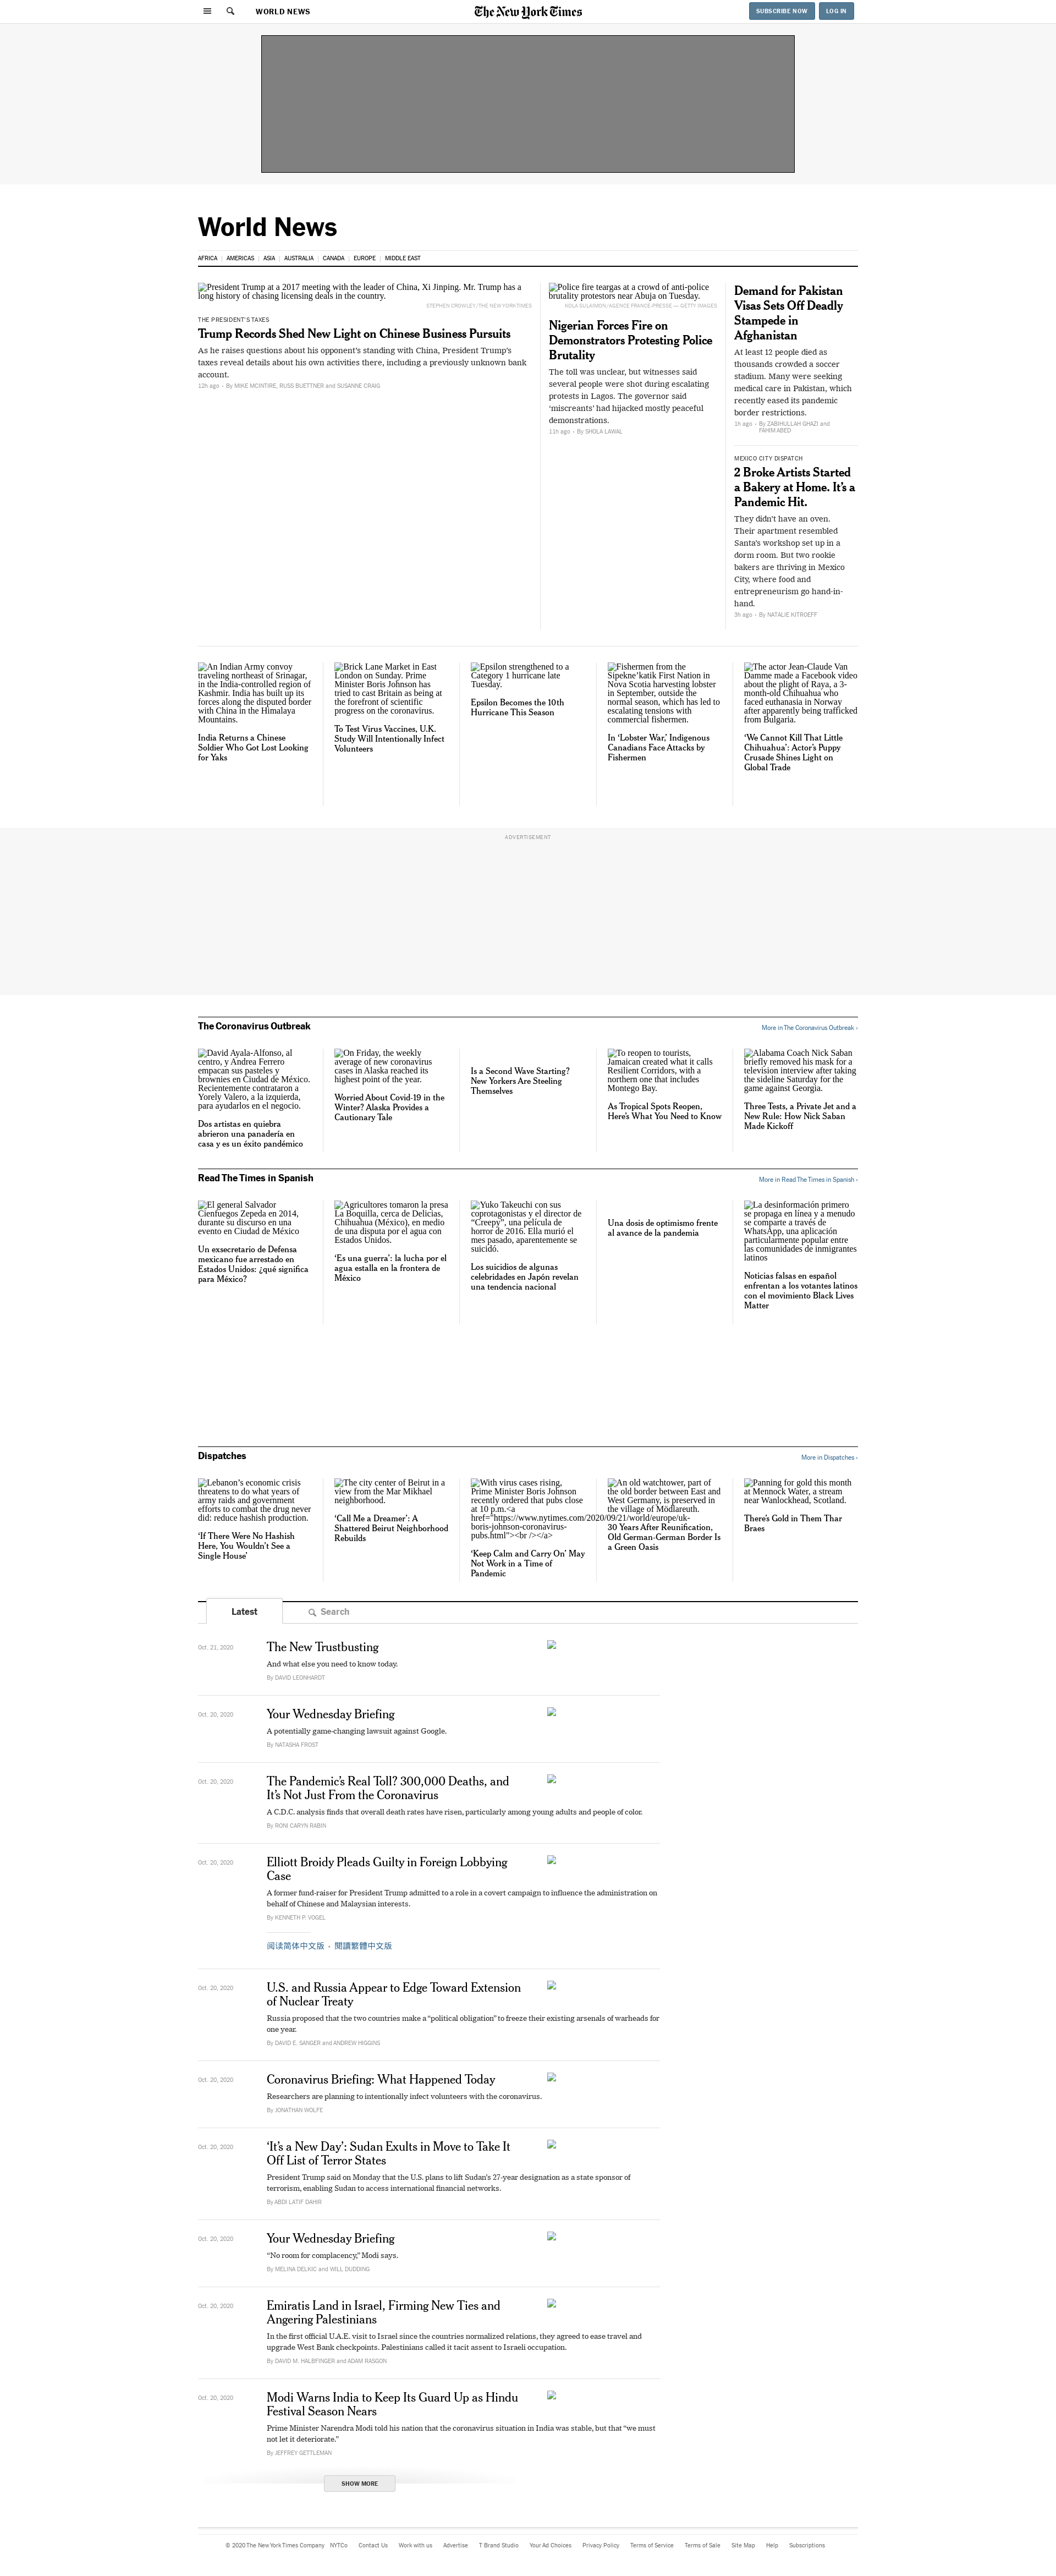 WORLD NEWS
The New York Times
SUBSCRIBE NOW
LOG IN
World News
AFRICA
AMERICAS
ASIA
AUSTRALIA
CANADA
EUROPE
MIDDLE EAST
President Trump at a 2017 meeting with the leader of China, Xi Jinping. Mr. Trump has a
long history of chasing licensing deals in the country.
STEPHEN CROWLEY/THE NEW YORK TIMES
THE PRESIDENT'S TAXES
Trump Records Shed New Light on Chinese Business Pursuits
As he raises questions about his opponent's standing with China, President Trump's
taxes reveal details about his own activities there, including a previously unknown bank
account.
12h ago - By MIKE MCINTIRE, RUSS BUETTNER and SUSANNE CRAIG
Police fire teargas at a crowd of anti-police
brutality protestors near Abuja on Tuesday.
KOLA SULAIMON/AGENCE FRANCE-PRESSE — GETTY IMAGES
Nigerian Forces Fire on
Demonstrators Protesting Police
Brutality
The toll was unclear, but witnesses said
several people were shot during escalating
protests in Lagos. The governor said
'miscreants' had hijacked mostly peaceful
demonstrations.
11h ago - By SHOLA LAWAL
Demand for Pakistan
Visas Sets Off Deadly
Stampede in
Afghanistan
At least 12 people died as
thousands crowded a soccer
stadium. Many were seeking
medical care in Pakistan, which
recently eased its pandemic
border restrictions.
1h ago - By ZABIHULLAH GHAZI and
FAHIM ABED
MEXICO CITY DISPATCH
2 Broke Artists Started
a Bakery at Home. It's a
Pandemic Hit.
They didn't have an oven.
Their apartment resembled
Santa's workshop set up in a
dorm room. But two rookie
bakers are thriving in Mexico
City, where food and
entrepreneurism go hand-in-
hand.
3h ago - By NATALIE KITROEFF
An Indian Army convoy
traveling northeast of Srinagar,
in the India-controlled region of
Kashmir. India has built up its
forces along the disputed border
with China in the Himalaya
Mountains.
India Returns a Chinese
Soldier Who Got Lost Looking
for Yaks
Brick Lane Market in East
London on Sunday. Prime
Minister Boris Johnson has
tried to cast Britain as being at
the forefront of scientific
progress on the coronavirus.
To Test Virus Vaccines, U.K.
Study Will Intentionally Infect
Volunteers
Epsilon strengthened to a
Category 1 hurricane late
Tuesday.
Epsilon Becomes the 10th
Hurricane This Season
Fishermen from the
Sipekne'katik First Nation in
Nova Scotia harvesting lobster
in September, outside the
normal season, which has led to
escalating tensions with
commercial fishermen.
In 'Lobster War,' Indigenous
Canadians Face Attacks by
Fishermen
The actor Jean-Claude Van
Damme made a Facebook video
about the plight of Raya, a 3-
month-old Chihuahua who
faced euthanasia in Norway
after apparently being trafficked
from Bulgaria.
'We Cannot Kill That Little
Chihuahua': Actor's Puppy
Crusade Shines Light on
Global Trade
ADVERTISEMENT
The Coronavirus Outbreak
More in The Coronavirus Outbreak ›
David Ayala-Alfonso, al
centro, y Andrea Ferrero
empacan sus pasteles y
brownies en Ciudad de México.
Recientemente contrataron a
Yorely Valero, a la izquierda,
para ayudarlos en el negocio.
Dos artistas en quiebra
abrieron una panadería en
casa y es un éxito pandémico
On Friday, the weekly
average of new coronavirus
cases in Alaska reached its
highest point of the year.
Worried About Covid-19 in the
Winter? Alaska Provides a
Cautionary Tale
Is a Second Wave Starting?
New Yorkers Are Steeling
Themselves
To reopen to tourists,
Jamaican created what it calls
Resilient Corridors, with a
northern one that includes
Montego Bay.
As Tropical Spots Reopen,
Here's What You Need to Know
Alabama Coach Nick Saban
briefly removed his mask for a
television interview after taking
the sideline Saturday for the
game against Georgia.
Three Tests, a Private Jet and a
New Rule: How Nick Saban
Made Kickoff
Read The Times in Spanish
More in Read The Times in Spanish ›
El general Salvador
Cienfuegos Zepeda en 2014,
durante su discurso en una
evento en Ciudad de México
Un exsecretario de Defensa
mexicano fue arrestado en
Estados Unidos: ¿qué significa
para México?
Agricultores tomaron la presa
La Boquilla, cerca de Delicias,
Chihuahua (México), en medio
de una disputa por el agua con
Estados Unidos.
'Es una guerra': la lucha por el
agua estalla en la frontera de
México
Yuko Takeuchi con sus
coprotagonistas y el director de
"Creepy", una película de
horror de 2016. Ella murió el
mes pasado, aparentemente se
suicidó.
Los suicidios de algunas
celebridades en Japón revelan
una tendencia nacional
Una dosis de optimismo frente
al avance de la pandemia
La desinformación primero
se propaga en línea y a menudo
se comparte a través de
WhatsApp, una aplicación
particularmente popular entre
las comunidades de inmigrantes
latinos
Noticias falsas en español
enfrentan a los votantes latinos
con el movimiento Black Lives
Matter
Dispatches
More in Dispatches ›
Lebanon's economic crisis
threatens to do what years of
army raids and government
efforts to combat the drug never
did: reduce hashish production.
'If There Were No Hashish
Here, You Wouldn't See a
Single House'
The city center of Beirut in a
view from the Mar Mikhael
neighborhood.
'Call Me a Dreamer': A
Shattered Beirut Neighborhood
Rebuilds
With virus cases rising,
Prime Minister Boris Johnson
recently ordered that pubs close
at 10 p.m.<a
href="https://www.nytimes.com/2020/09/21/world/europe/uk-
boris-johnson-coronavirus-
pubs.html"><br /></a>
'Keep Calm and Carry On' May
Not Work in a Time of
Pandemic
An old watchtower, part of
the old border between East and
West Germany, is preserved in
the village of Mödlareuth.
30 Years After Reunification,
Old German-German Border Is
a Green Oasis
Panning for gold this month
at Mennock Water, a stream
near Wanlockhead, Scotland.
There's Gold in Them Thar
Braes
Latest
Search
Oct. 21, 2020
The New Trustbusting
And what else you need to know today.
By DAVID LEONHARDT
Oct. 20, 2020
Your Wednesday Briefing
A potentially game-changing lawsuit against Google.
By NATASHA FROST
Oct. 20, 2020
The Pandemic's Real Toll? 300,000 Deaths, and
It's Not Just From the Coronavirus
A C.D.C. analysis finds that overall death rates have risen, particularly among young adults and people of color.
By RONI CARYN RABIN
Oct. 20, 2020
Elliott Broidy Pleads Guilty in Foreign Lobbying
Case
A former fund-raiser for President Trump admitted to a role in a covert campaign to influence the administration on
behalf of Chinese and Malaysian interests.
By KENNETH P. VOGEL
阅读简体中文版 · 閱讀繁體中文版
Oct. 20, 2020
U.S. and Russia Appear to Edge Toward Extension
of Nuclear Treaty
Russia proposed that the two countries make a "political obligation" to freeze their existing arsenals of warheads for
one year.
By DAVID E. SANGER and ANDREW HIGGINS
Oct. 20, 2020
Coronavirus Briefing: What Happened Today
Researchers are planning to intentionally infect volunteers with the coronavirus.
By JONATHAN WOLFE
Oct. 20, 2020
'It's a New Day': Sudan Exults in Move to Take It
Off List of Terror States
President Trump said on Monday that the U.S. plans to lift Sudan's 27-year designation as a state sponsor of
terrorism, enabling Sudan to access international financial networks.
By ABDI LATIF DAHIR
Oct. 20, 2020
Your Wednesday Briefing
"No room for complacency," Modi says.
By MELINA DELKIC and WILL DUDDING
Oct. 20, 2020
Emiratis Land in Israel, Firming New Ties and
Angering Palestinians
In the first official U.A.E. visit to Israel since the countries normalized relations, they agreed to ease travel and
upgrade West Bank checkpoints. Palestinians called it tacit assent to Israeli occupation.
By DAVID M. HALBFINGER and ADAM RASGON
Oct. 20, 2020
Modi Warns India to Keep Its Guard Up as Hindu
Festival Season Nears
Prime Minister Narendra Modi told his nation that the coronavirus situation in India was stable, but that "we must
not let it deteriorate."
By JEFFREY GETTLEMAN
SHOW MORE
© 2020 The New York Times Company
NYTCo
Contact Us
Work with us
Advertise
T Brand Studio
Your Ad Choices
Privacy Policy
Terms of Service
Terms of Sale
Site Map
Help
Subscriptions